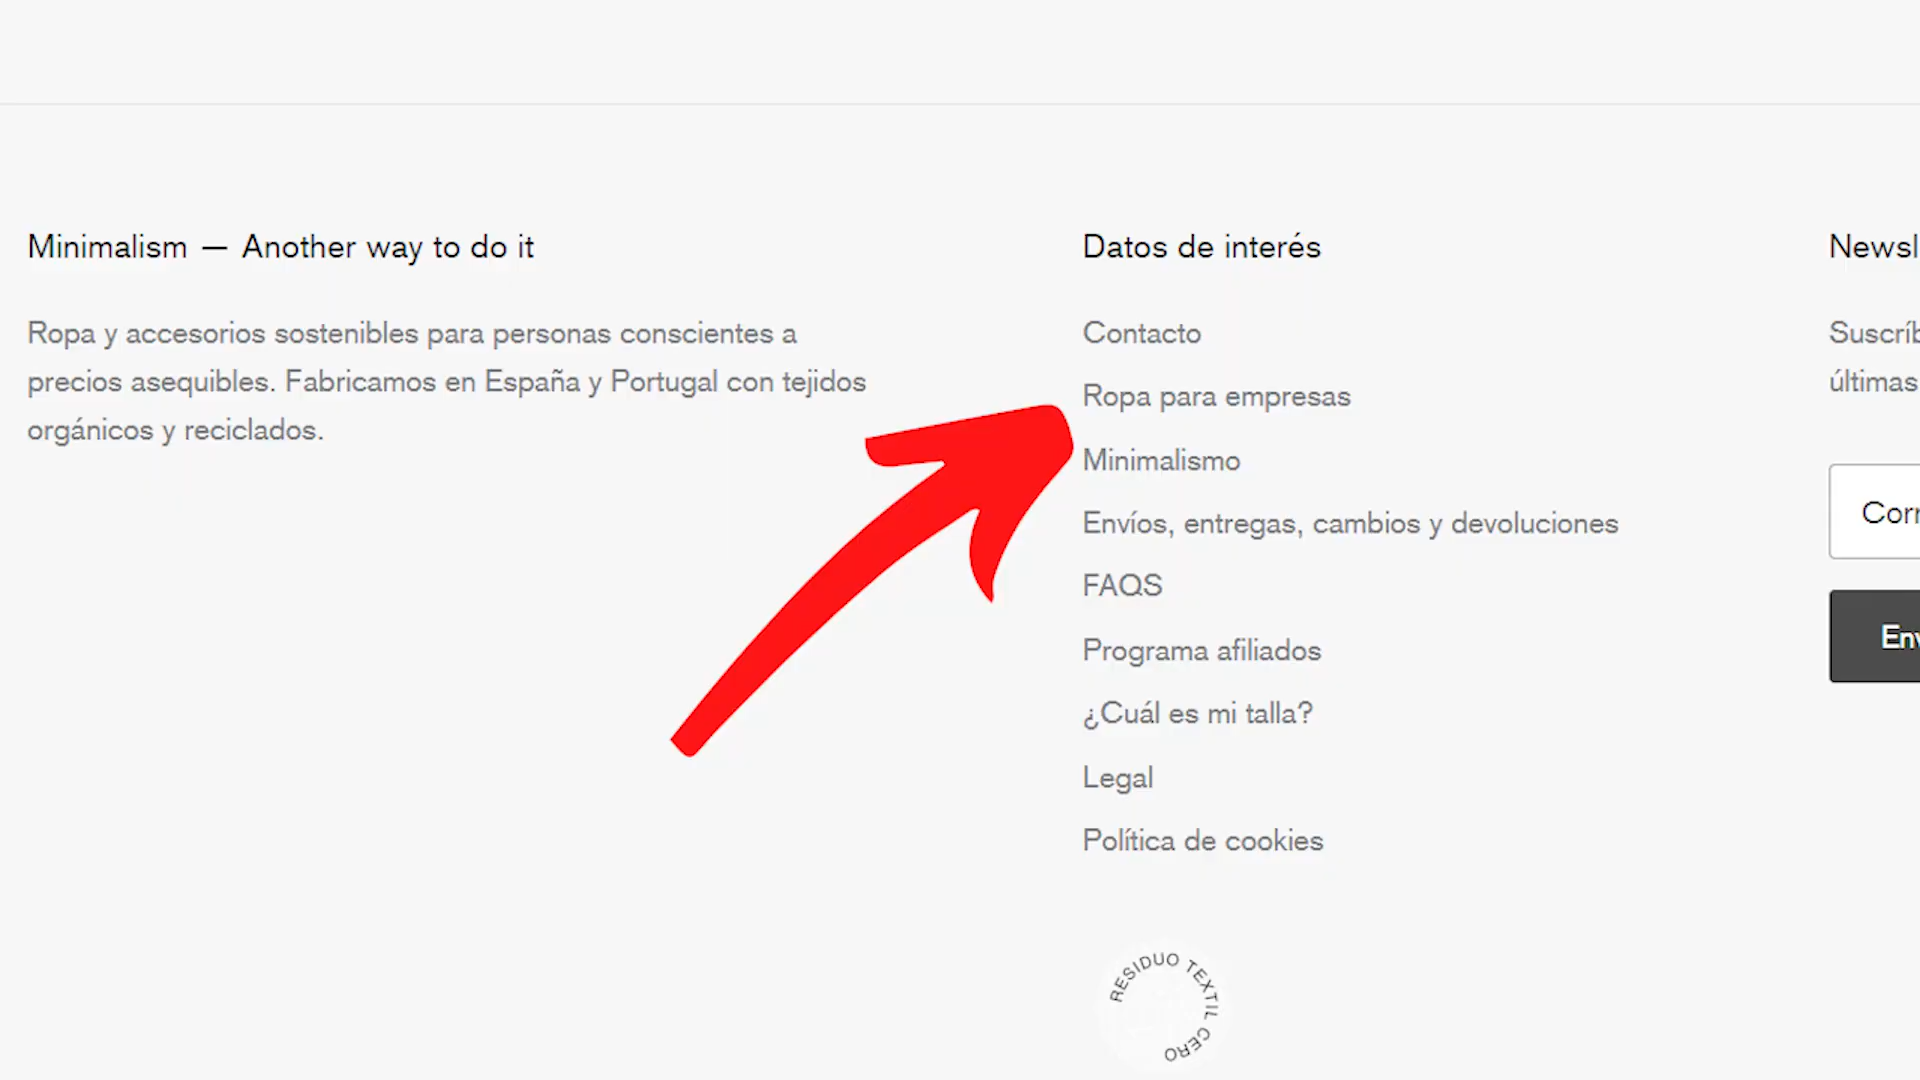 Minimalism — Another way to do it
Ropa y accesorios sostenibles para personas conscientes a
precios asequibles. Fabricamos en España y Portugal con tejidos
orgánicos y reciclados.
Datos de interés
Contacto
Ropa para empresas
Minimalismo
Envíos, entregas, cambios y devoluciones
FAQS
Programa afiliados
¿Cuál es mi talla?
Legal
Política de cookies
RESIDUO TEXTIL CERO
últimas